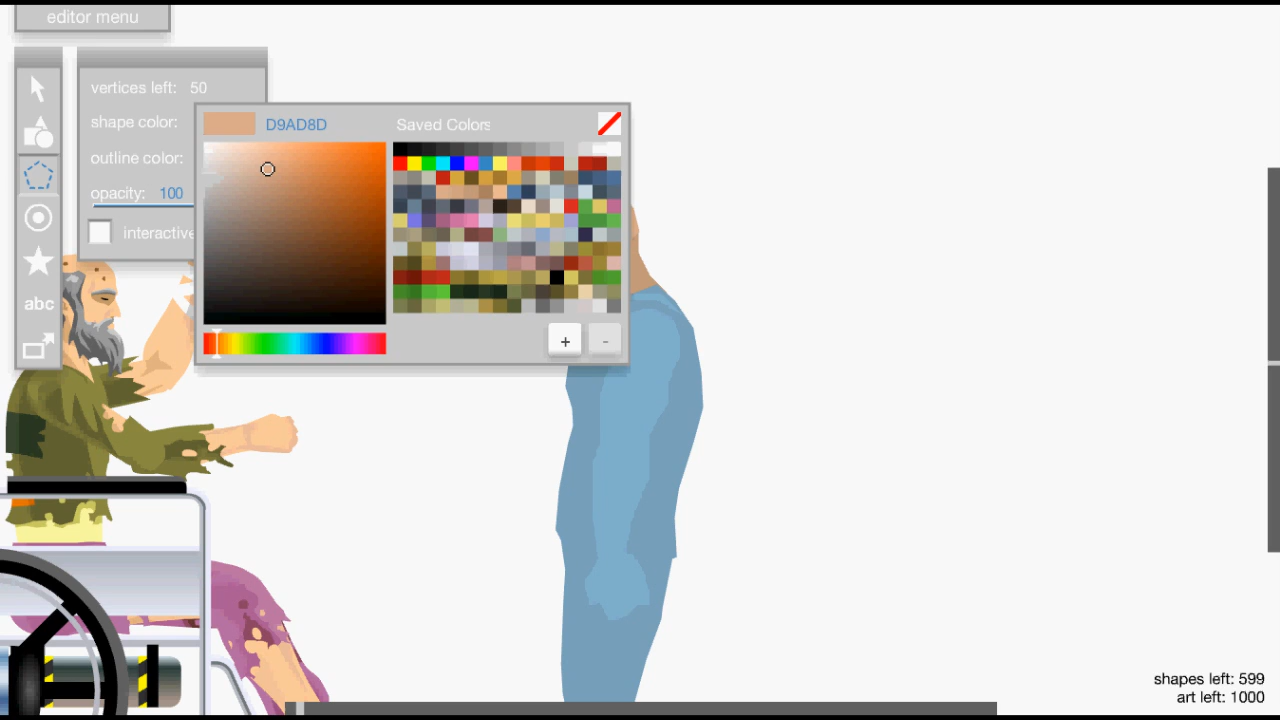 editor menu
vertices left: 50
shape color:
D9AD8D
Saved Colors
outline color:
opacity: 100
interactive
abc
+ -
shapes left: 599
art left: 1000